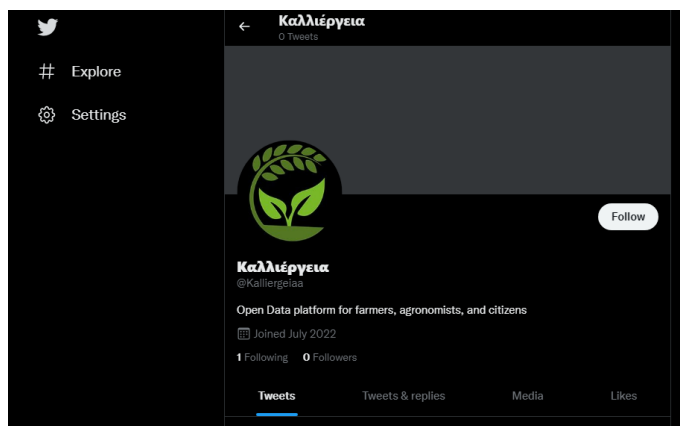 Καλλιέργεια
0 Tweets
Explore
Settings
Follow
Καλλιέργεια
@Kalliergeiaa
Open Data platform for farmers, agronomists, and citizens
Joined July 2022
1 Following 0 Followers
Tweets Tweets & replies Media Likes